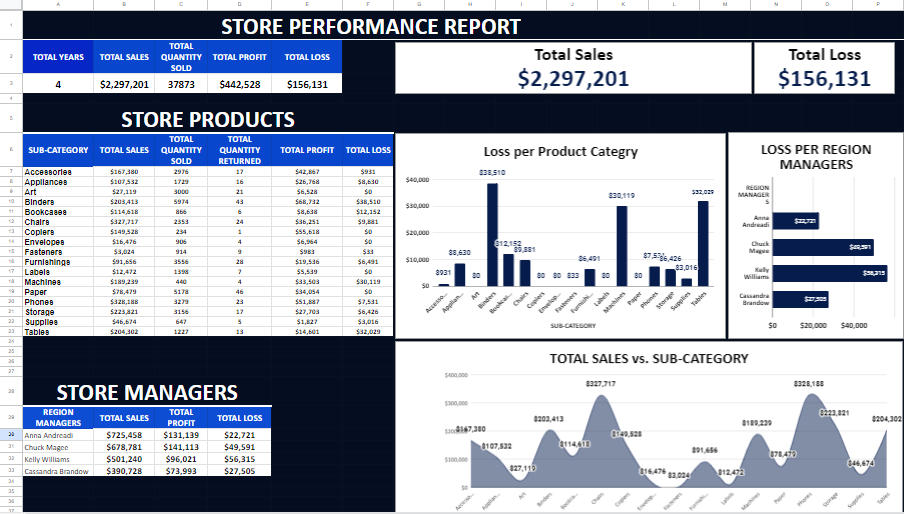 A B C D E F G H I J K L M N O P
STORE PERFORMANCE REPORT
TOTAL YEARS TOTAL SALES TOTAL QUANTITY SOLD TOTAL PROFIT TOTAL LOSS
4 $2,297,201 37873 $442,528 $156,131
Total Sales
$2,297,201
Total Loss
$156,131
STORE PRODUCTS
SUB-CATEGORY TOTAL SALES TOTAL QUANTITY SOLD TOTAL QUANTITY RETURNED TOTAL PROFIT TOTAL LOSS
Accessories $167,380 2976 17 $42,867 $931
Appliances $107,532 1729 16 $26,768 $8,630
Art $27,119 3000 21 $6,528 $0
Binders $203,413 5974 43 $68,732 $38,510
Bookcases $114,618 866 6 $8,638 $12,152
Chairs $327,717 2353 24 $36,251 $9,881
Copiers $149,528 234 1 $55,618 $0
Envelopes $16,476 906 4 $6,964 $0
Fasteners $3,024 914 9 $983 $33
Furnishings $91,656 3556 28 $19,536 $6,491
Labels $12,472 1398 7 $5,539 $0
Machines $189,239 440 4 $33,503 $30,119
Paper $78,479 5178 46 $34,054 $0
Phones $328,188 3279 23 $51,887 $7,531
Storage $223,821 3156 17 $27,703 $6,426
Supplies $46,674 647 5 $1,827 $3,016
Tables $204,302 1227 13 $14,601 $32,029
Loss per Product Categry
$40,000
$30,000
$20,000
$10,000
$0
$931 $8,630 $0 $38,510 $12,152 $9,881 $0 $0 $33 $6,491 $0 $30,119 $0 $6,426 $3,016 $32,029
Accesso... Applian... Art Binders Bookcas... Chairs Copiers Envelop... Fasteners Furnishi... Labels Machines Paper Phones Storage Supplies Tables
SUB-CATEGORY
LOSS PER REGION
MANAGERS
REGION
MANAGER
S
Anna
Andreadi
$22,721
Chuck
Magee
$49,591
Kelly
Williams
$56,315
Cassandra
Brandow
$27,505
$0 $20,000 $40,000
STORE MANAGERS
REGION MANAGERS TOTAL SALES TOTAL PROFIT TOTAL LOSS
Anna Andreadi $725,458 $131,139 $22,721
Chuck Magee $678,781 $141,113 $49,591
Kelly Williams $501,240 $96,021 $56,315
Cassandra Brandow $390,728 $73,993 $27,505
TOTAL SALES vs. SUB-CATEGORY
$400,000
$300,000
$100,000
$0
$167,380 $107,532 $27,119 $203,413 $114,618 $327,717 $149,528 $16,476 $3,024 $91,656 $12,472 $189,239 $78,479 $328,188 $223,821 $46,674 $204,302
Accesso... Applian... Art Binders Bookca... Chairs Copiers Envelop... Fasteners Furnishi... Labels Machines Paper Phones Storage Supplies Tables